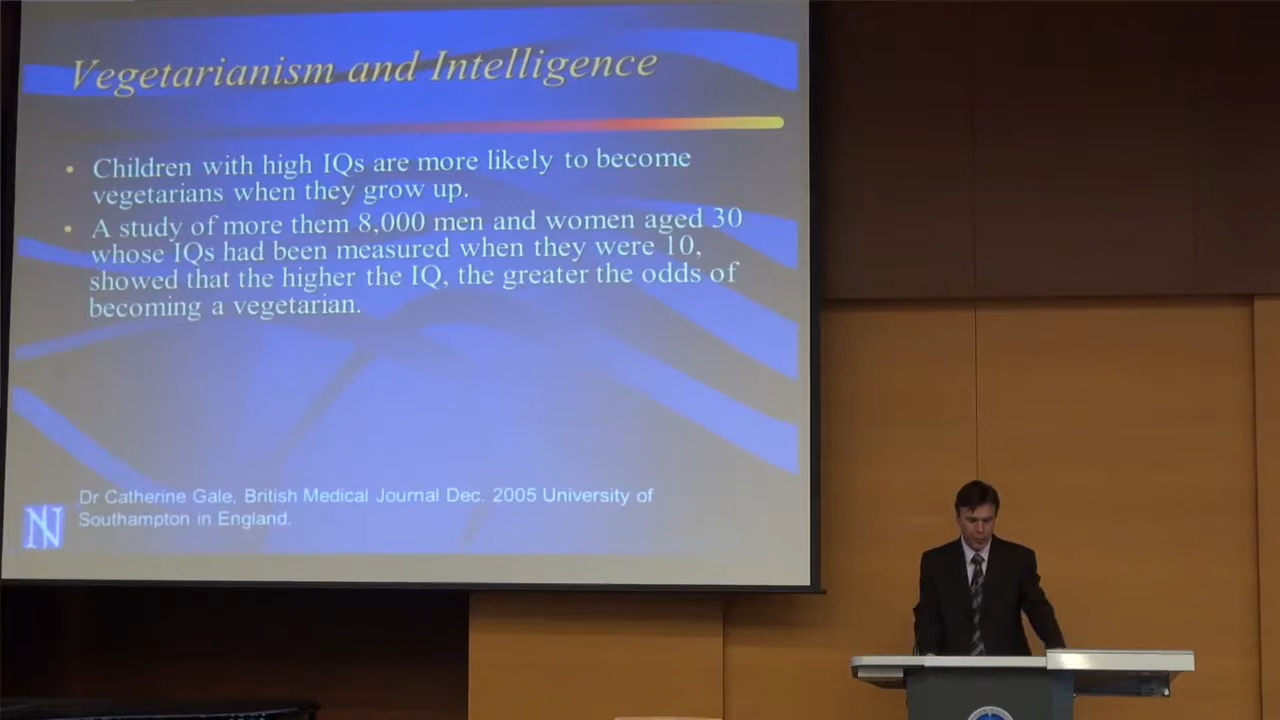 Vegetarianism and Intelligence
• Children with high IQs are more likely to become
vegetarians when they grow up.
• A study of more them 8,000 men and women aged 30
whose IQs had been measured when they were 10,
showed that the higher the IQ, the greater the odds of
becoming a vegetarian.
Dr Catherine Gale, British Medical Journal Dec. 2005 University of
Southampton in England.
N